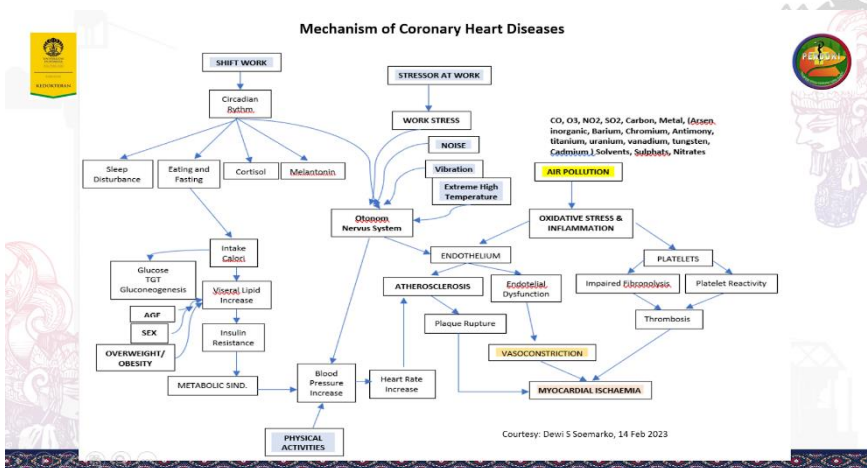 Mechanism of Coronary Heart Diseases
KEDOKTERAN
PERDOKI
SHIFT WORK
Circadian
Rytm
Sleep
Disturbance
Eating and
Fasting
Cortisol
Melantonin
STRESSOR AT WORK
WORK STRESS
NOISE
Vibration
Extreme High
Temperature
Otonom
Nervus System
CO, O3, NO2, SO2, Carbon, Metal, (Arsen
inorganic, Barium, Chromium, Antimony,
titanium, uranium, vanadium, tungsten,
Cadmium ) Solvents, Sulphats, Nitrates
AIR POLLUTION
OXIDATIVE STRESS &
INFLAMMATION
ENDOTHELIUM
PLATELETS
Intake
Calori
Glucose
TGT
Gluconeogenesis
Viseral Lipid
Increase
AGE
SEX
OVERWEIGHT/
OBESITY
Insulin
Resistance
METABOLIC SIND.
Blood
Pressure
Increase
Heart Rate
Increase
PHYSICAL
ACTIVITIES
ATHEROSCLEROSIS
Endotelial
Dysfunction
Plaque Rupture
VASOCONSTRICTION
Impaired Fibronolysis
Platelet Reactivity
Thrombosis
MYOCARDIAL ISCHAEMIA
Courtesy: Dewi S Soemarko, 14 Feb 2023